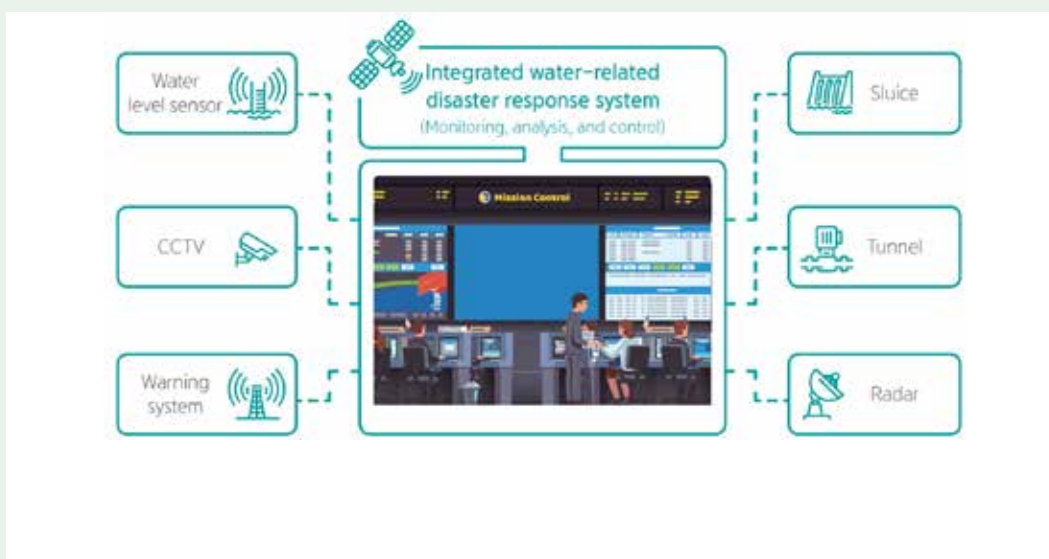 Water
level sensor
Integrated water-related
disaster response system
(Monitoring, analysis, and control)
Sluice
Mission Control
CCTV
Tunnel
Warning
system
Radar